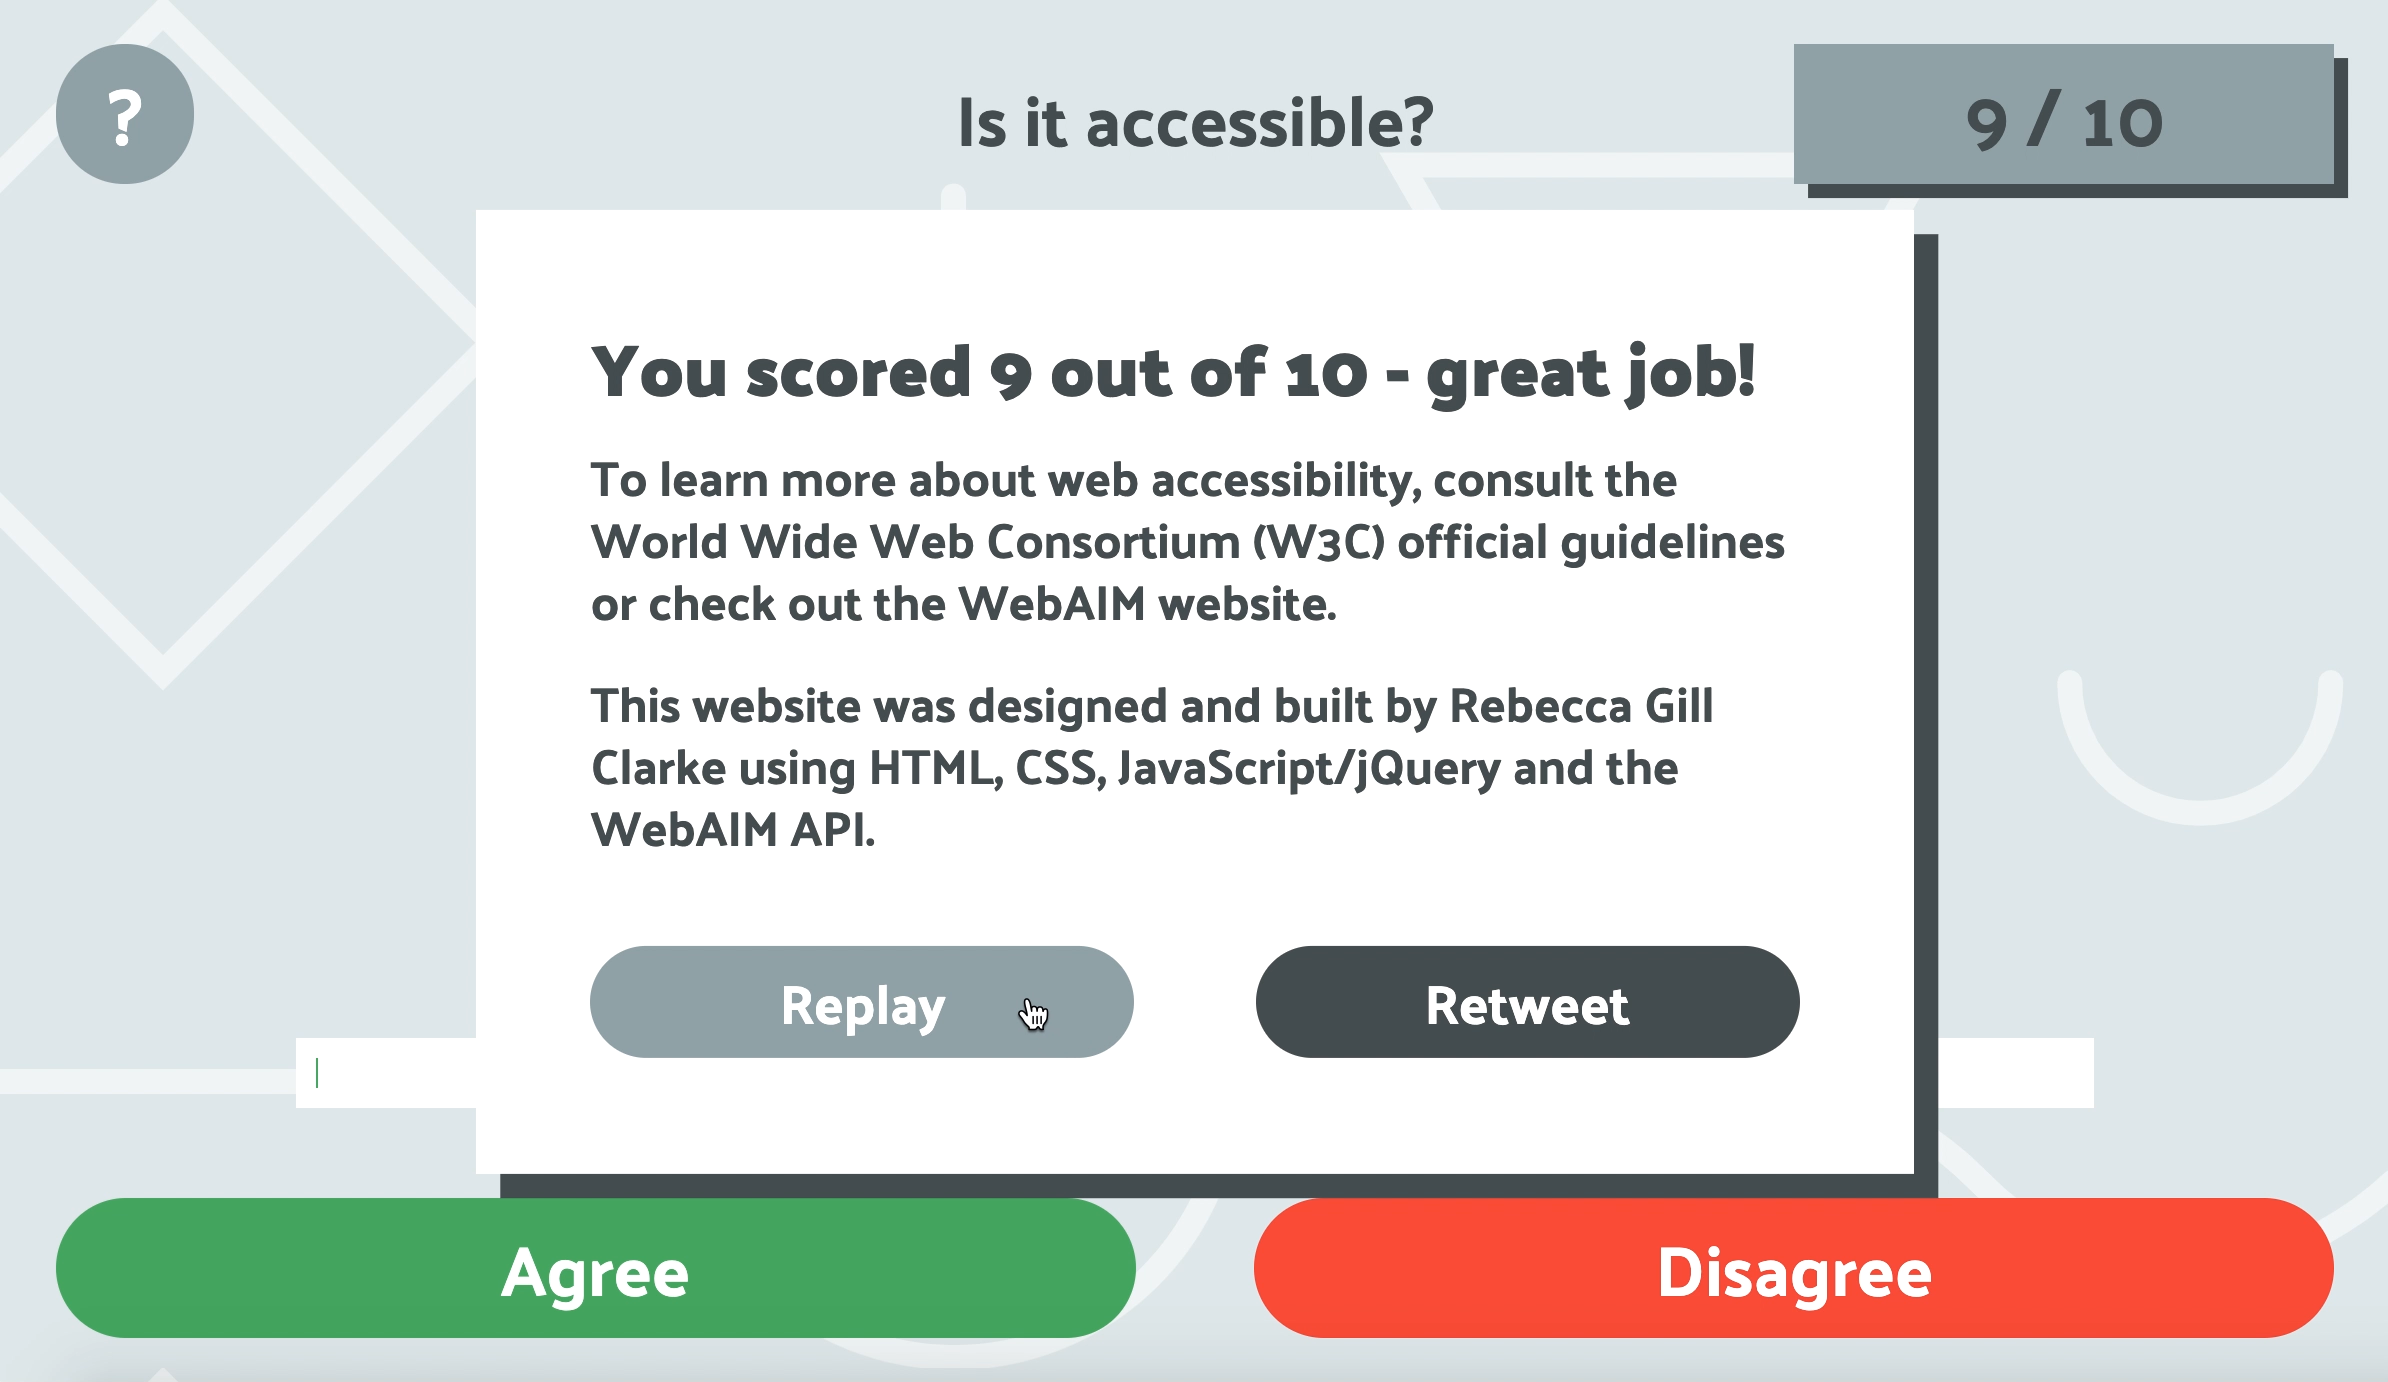 ?
Is it accessible?
9 / 10
You scored 9 out of 10 - great job!
To learn more about web accessibility, consult the
World Wide Web Consortium (W3C) official guidelines
or check out the WebAIM website.
This website was designed and built by Rebecca Gill
Clarke using HTML, CSS, JavaScript/jQuery and the
WebAIM API.
Replay
Retweet
Agree
Disagree